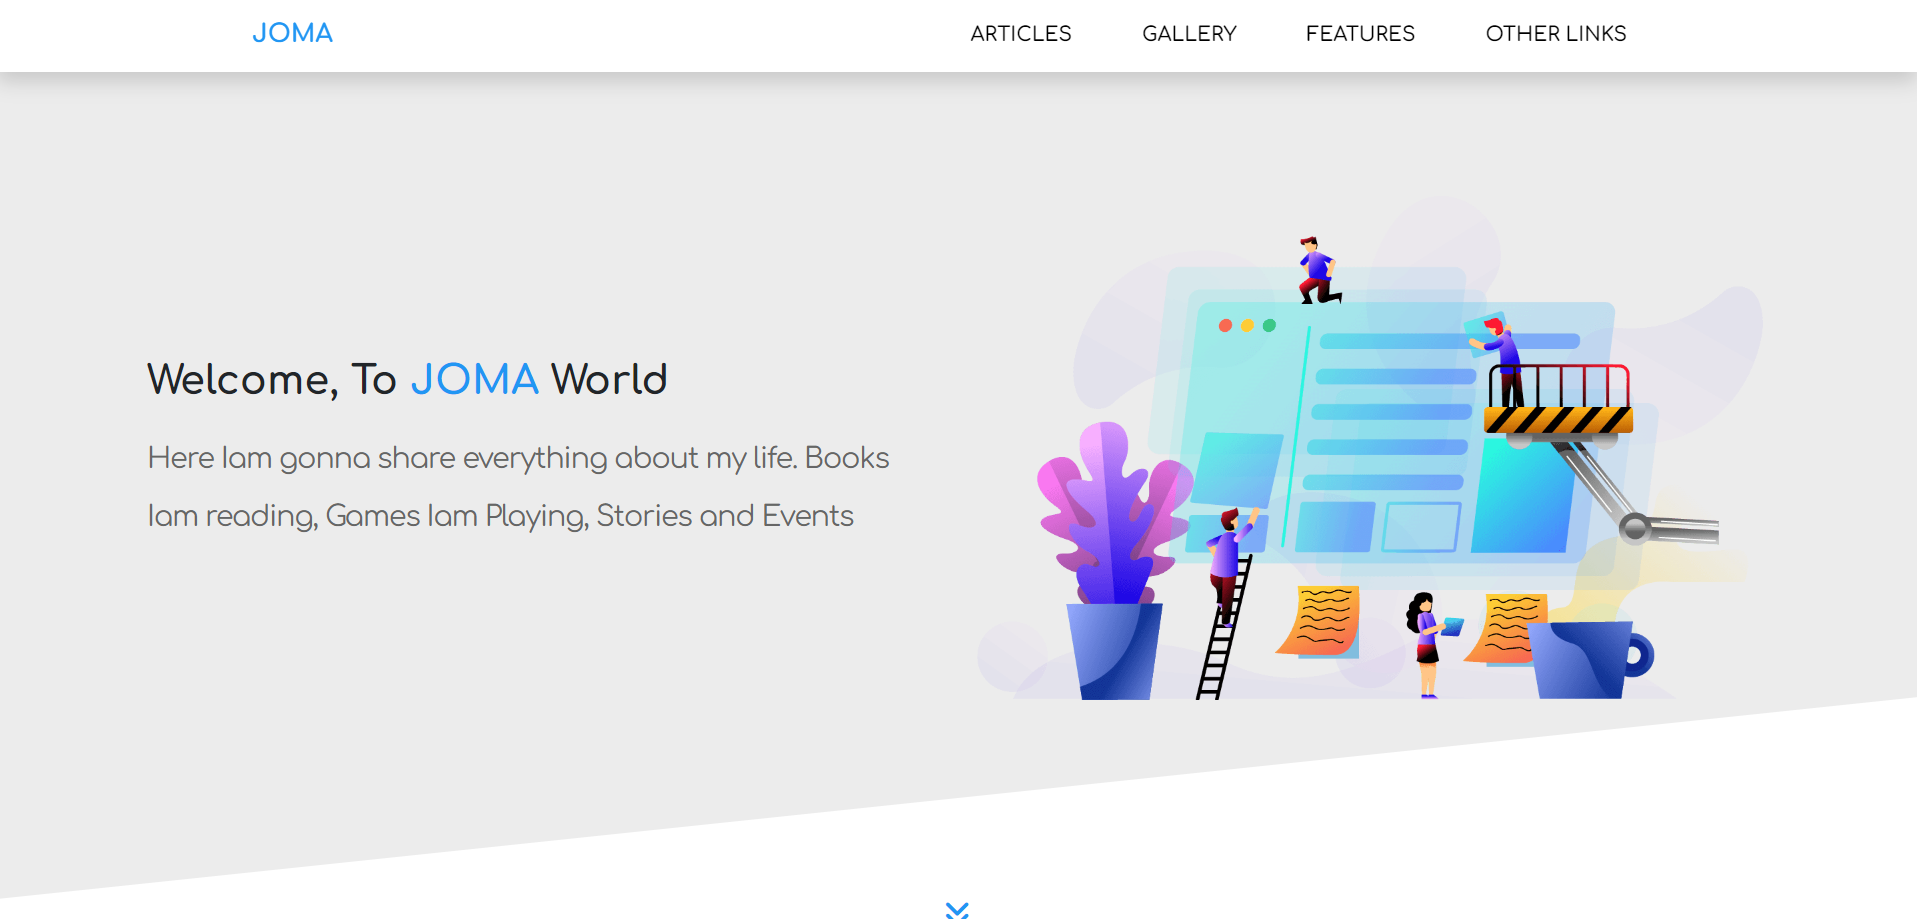 JOMA
ARTICLES
GALLERY
FEATURES
OTHER LINKS
Welcome, To JOMA World
Here Iam gonna share everything about my life. Books
Iam reading, Games Iam Playing, Stories and Events